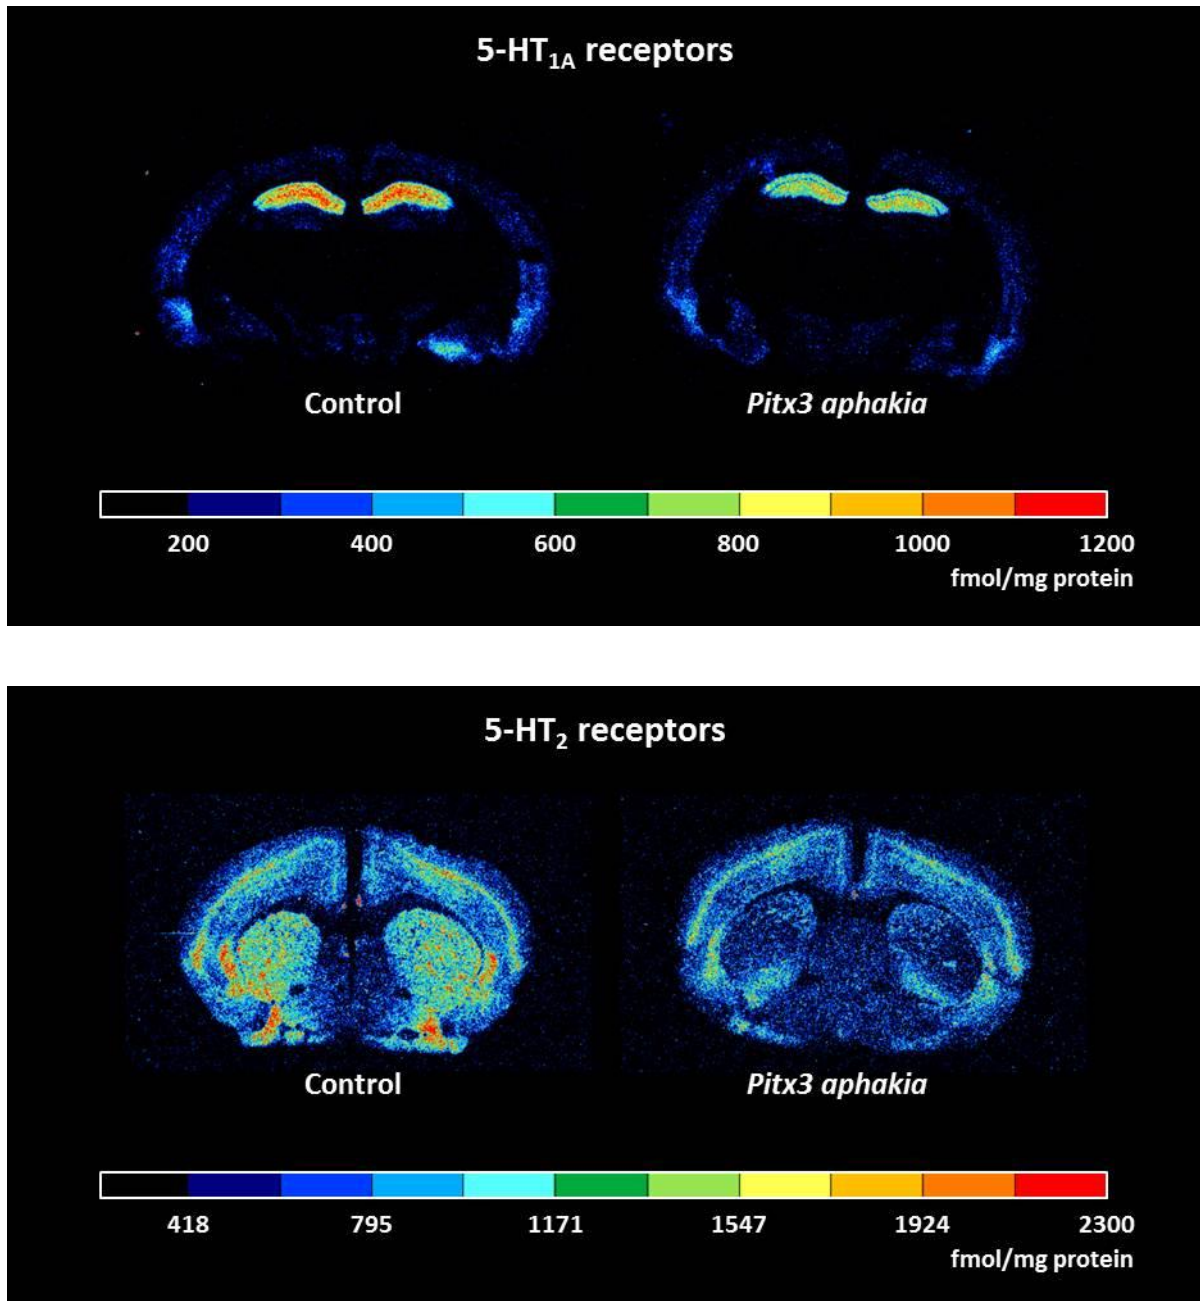 5-HT1A receptors
Control
Pitx3 aphakia
200 400 600 800 1000 1200
fmol/mg protein
5-HT2 receptors
Control
Pitx3 aphakia
418 795 1171 1547 1924 2300
fmol/mg protein